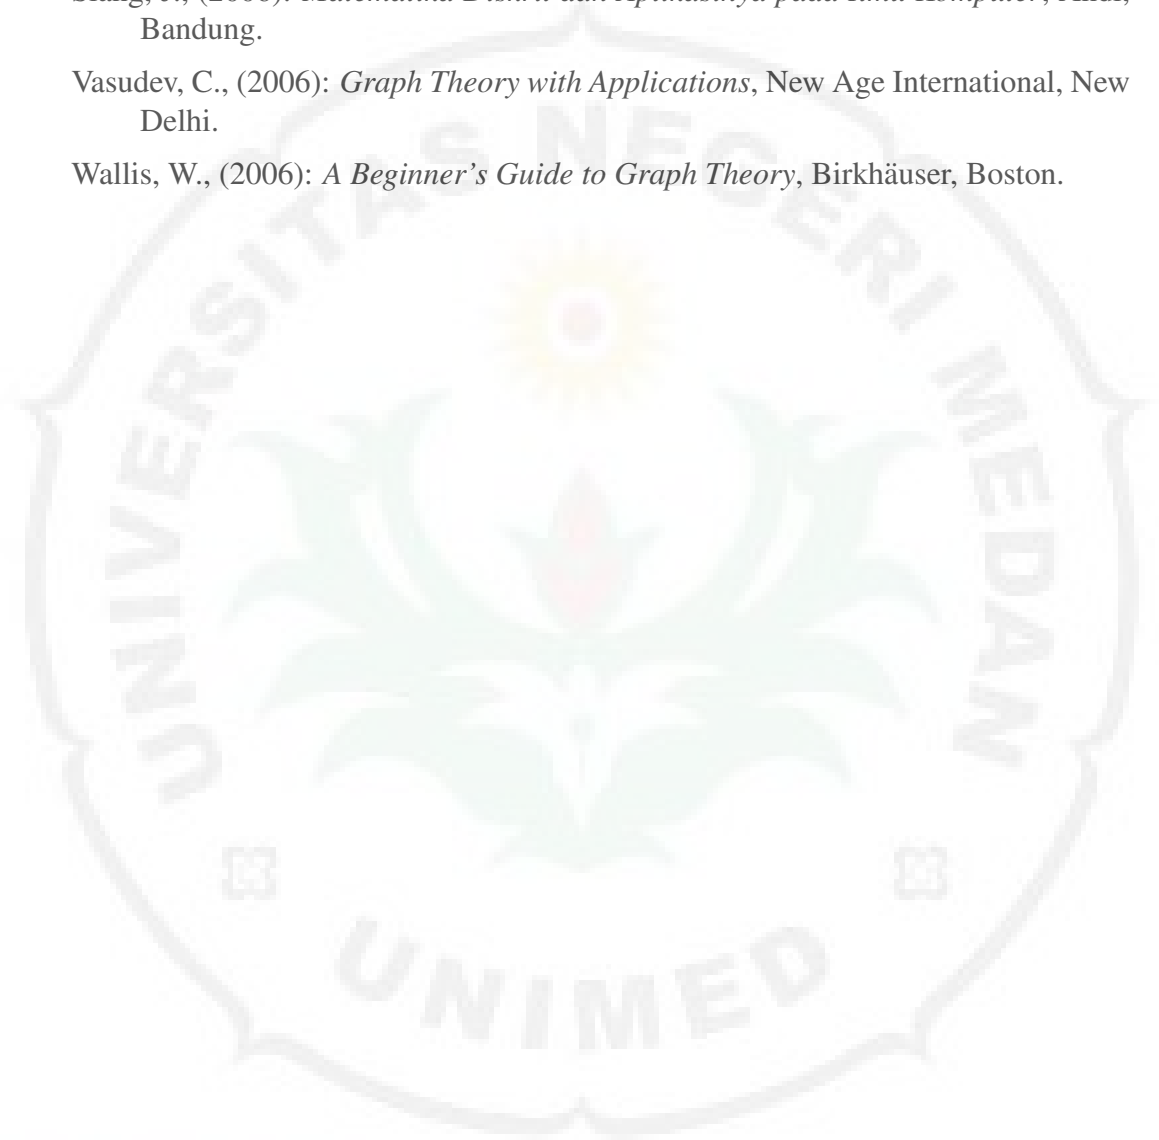 Bandung.
Vasudev, C., (2006): Graph Theory with Applications, New Age International, New
Delhi.
Wallis, W., (2006): A Beginner's Guide to Graph Theory, Birkhäuser, Boston.
UNIVERSITAS NEGERI MEDAN
UNIMED